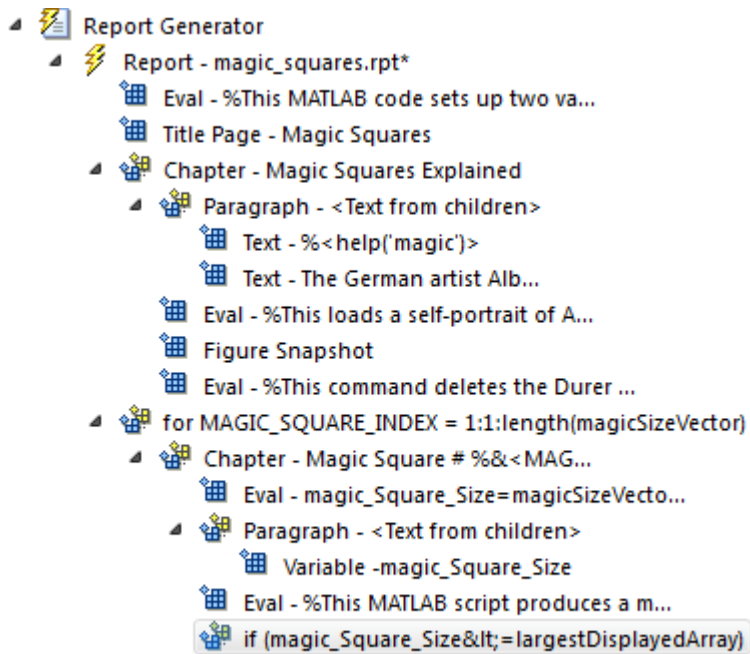 Report Generator
Report - magic_squares.rpt*
Eval - %This MATLAB code sets up two va...
Title Page - Magic Squares
Chapter - Magic Squares Explained
Paragraph - <Text from children>
Text - %<help('magic')>
Text - The German artist Alb...
Eval - %This loads a self-portrait of A...
Figure Snapshot
Eval - %This command deletes the Durer ...
for MAGIC_SQUARE_INDEX = 1:1:length(magicSizeVector)
Chapter - Magic Square # %&<MAG...
Eval - magic_Square_Size=magicSizeVecto...
Paragraph - <Text from children>
Variable -magic_Square_Size
Eval - %This MATLAB script produces a m...
if (magic_Square_Size&lt;=largestDisplayedArray)